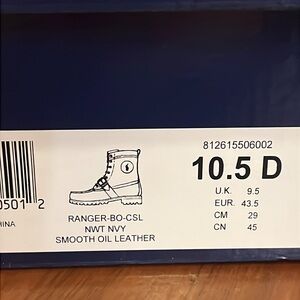 812615506002
10.5 D
U.K. 9.5
EUR. 43.5
CM 29
CN 45
RANGER-BO-CSL
NWT NVY
SMOOTH OIL LEATHER
0501 2
HINA